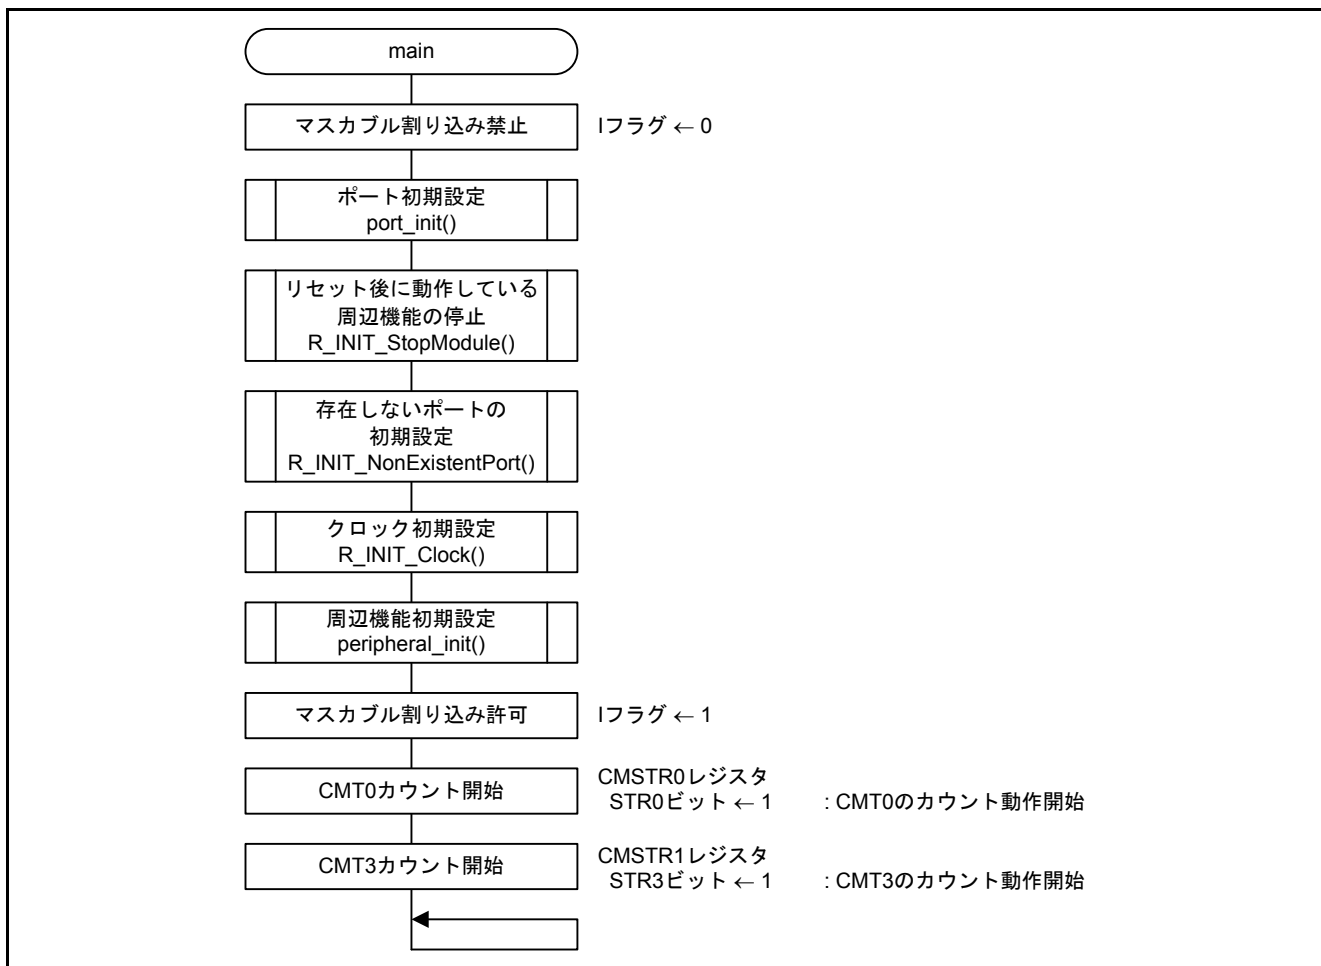 main
マスカブル割り込み禁止 Iフラグ ← 0
ポート初期設定
port_init()
リセット後に動作している
周辺機能の停止
R_INIT_StopModule()
存在しないポートの
初期設定
R_INIT_NonExistentPort()
クロック初期設定
R_INIT_Clock()
周辺機能初期設定
peripheral_init()
マスカブル割り込み許可 Iフラグ ← 1
CMT0カウント開始
CMSTR0レジスタ
STR0ビット ← 1 : CMT0のカウント動作開始
CMT3カウント開始
CMSTR1レジスタ
STR3ビット ← 1 : CMT3のカウント動作開始